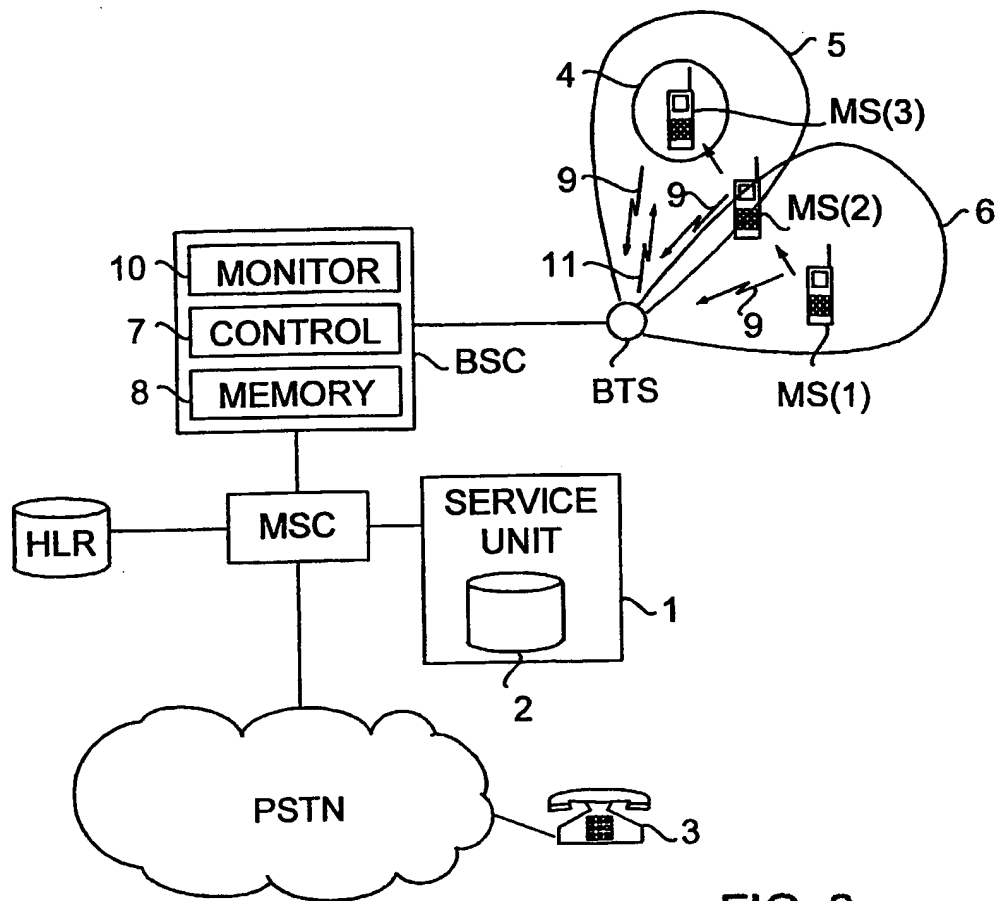 5
4
MS(3)
9
9
MS(2)
6
10
MONITOR
11
9
7
CONTROL
BSC
BTS
MS(1)
8
MEMORY
HLR
MSC
SERVICE
UNIT
1
2
PSTN
3